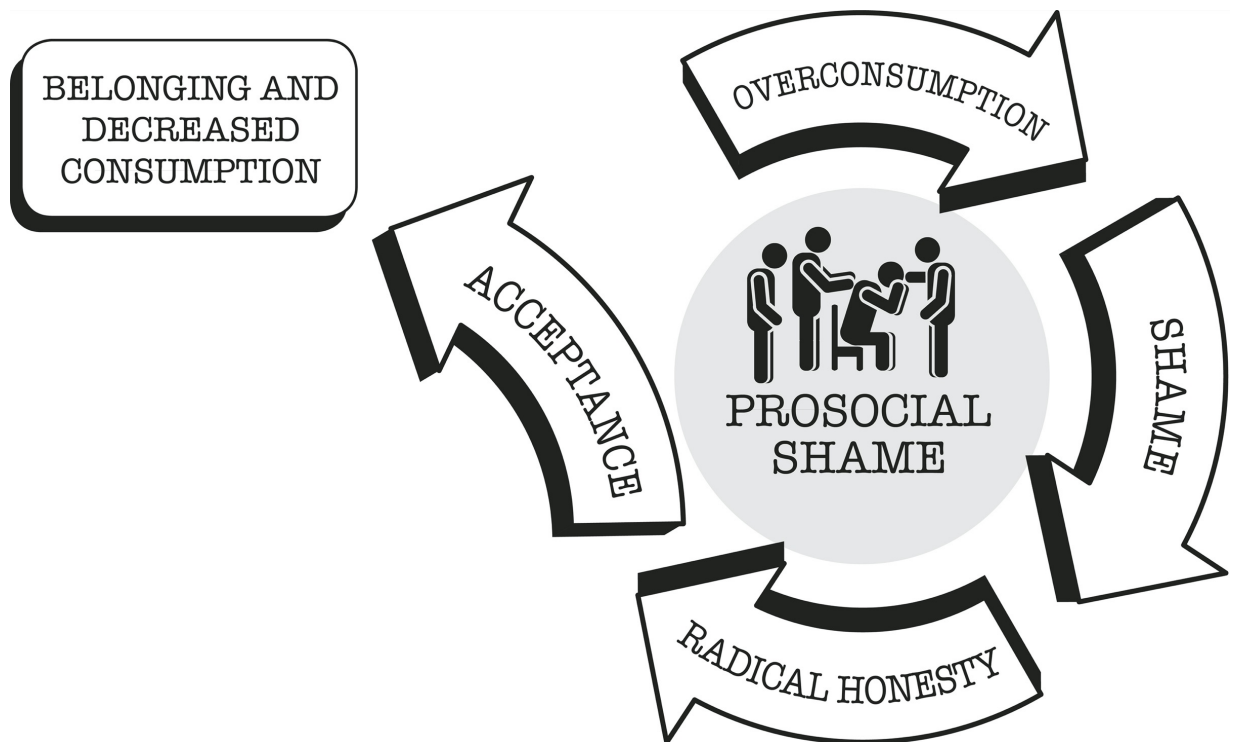 BELONGING AND
DECREASED
CONSUMPTION
OVERCONSUMPTION
SHAME
RADICAL HONESTY
ACCEPTANCE
PROSOCIAL
SHAME